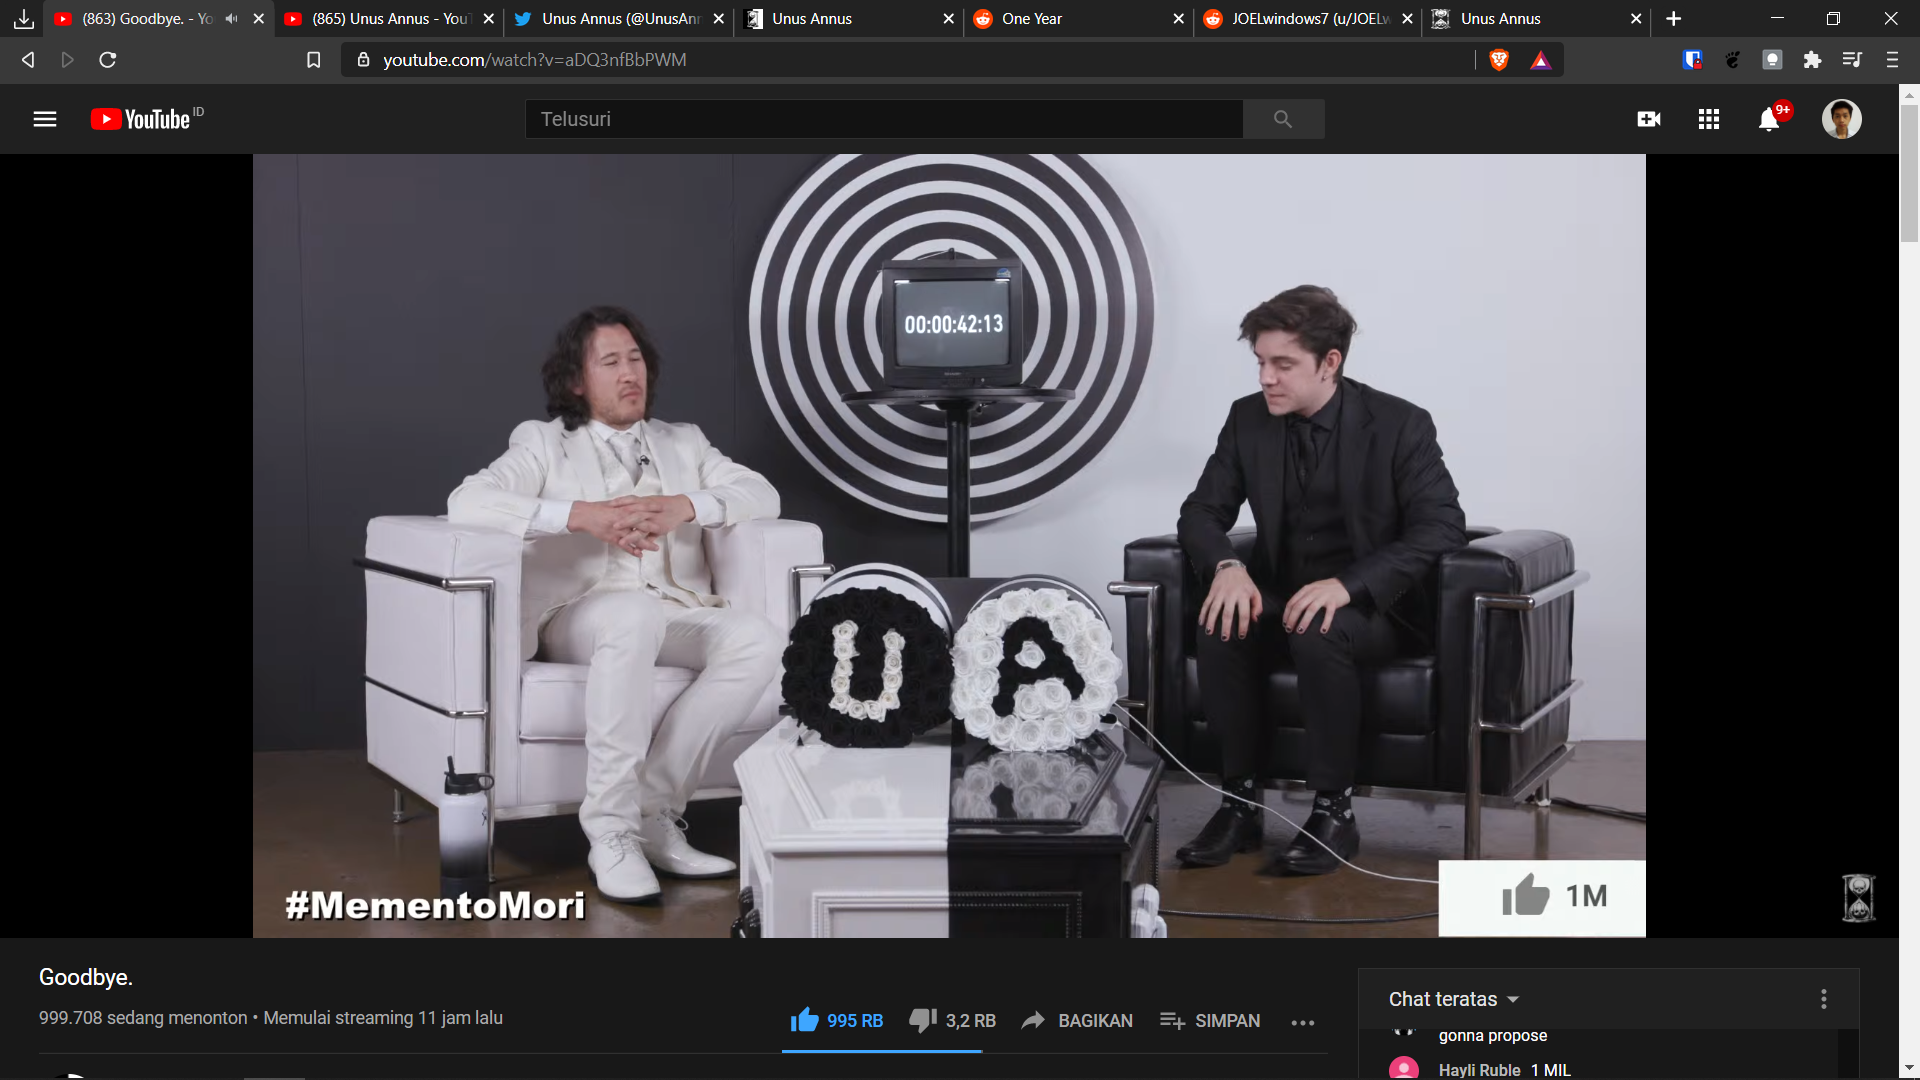 (863) Goodbye. - Yo
(865) Unus Annus - YouT
Unus Annus (@UnusAnn
Unus Annus
One Year
JOELwindows7 (u/JOELw
Unus Annus
youtube.com/watch?v=aDQ3nfBbPWM
YouTube ID
Telusuri
9+
00:00:42:13
U A
#MementoMori
1M
Goodbye.
999.708 sedang menonton • Memulai streaming 11 jam lalu
995 RB
3,2 RB
BAGIKAN
SIMPAN
Chat teratas
gonna propose
Hayli Ruble 1 MIL